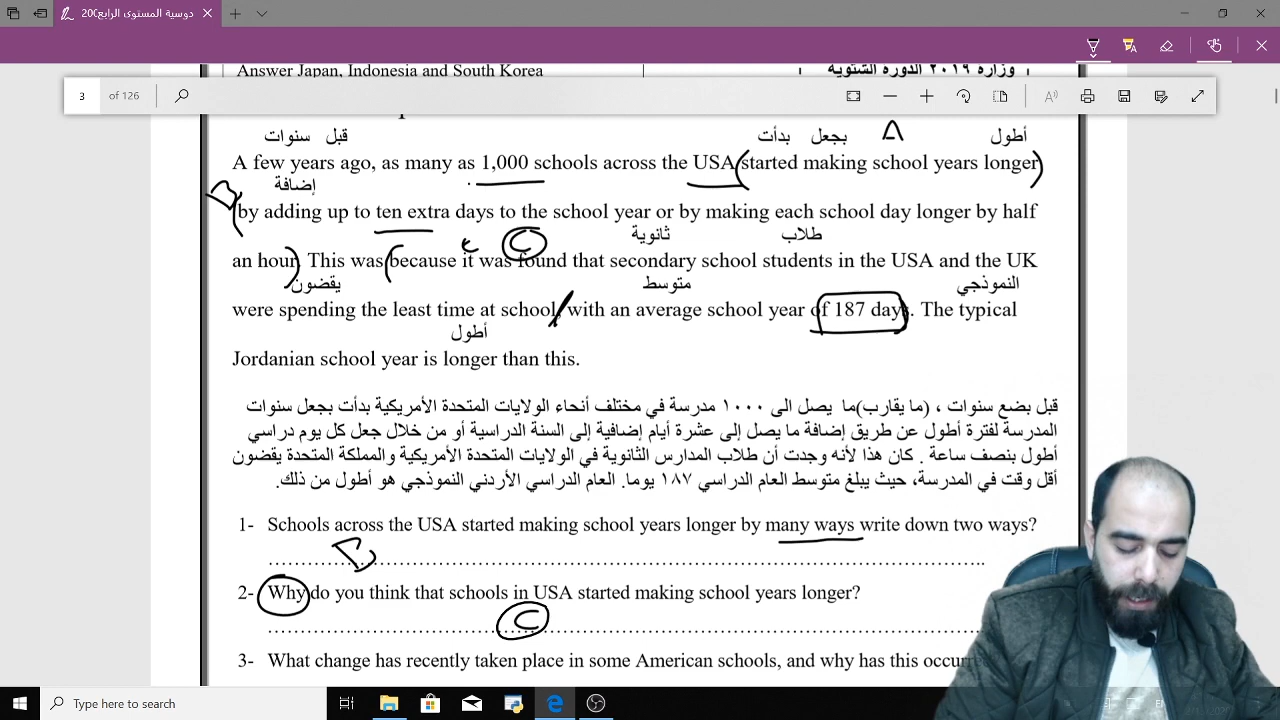 دوسية المستوى الرابع200
3 of 126
Answer Japan, Indonesia and South Korea
وزارة ٢٠١٩ الدورة الشتوية
قبل سنوات بدأت بجعل A أطول
A few years ago, as many as 1,000 schools across the USA started making school years longer
إضافة
B
by adding up to ten extra days to the school year or by making each school day longer by half
C ثانوية طلاب
an hour. This was because it was found that secondary school students in the USA and the UK
يقضون متوسط النموذجي
were spending the least time at school, with an average school year of 187 days. The typical
أطول
Jordanian school year is longer than this.
قبل بضع سنوات ، (ما يقارب)ما يصل الى ١٠٠٠ مدرسة في مختلف أنحاء الولايات المتحدة الأمريكية بدأت بجعل سنوات
المدرسة لفترة أطول عن طريق إضافة ما يصل إلى عشرة أيام إضافية إلى السنة الدراسية أو من خلال جعل كل يوم دراسي
أطول بنصف ساعة . كان هذا لأنه وجدت أن طلاب المدارس الثانوية في الولايات المتحدة الأمريكية والمملكة المتحدة يقضون
أقل وقت في المدرسة، حيث يبلغ متوسط العام الدراسي ١٨٧ يوما. العام الدراسي الأردني النموذجي هو أطول من ذلك.
1- Schools across the USA started making school years longer by many ways write down two ways?
B
2- Why do you think that schools in USA started making school years longer?
C
3- What change has recently taken place in some American schools, and why has this
Type here to search